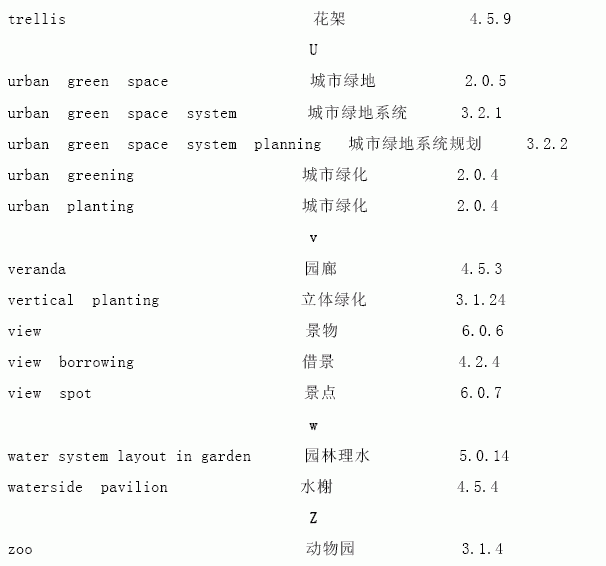 trellis 花架 4.5.9
U
urban green space 城市绿地 2.0.5
urban green space system 城市绿地系统 3.2.1
urban green space system planning 城市绿地系统规划 3.2.2
urban greening 城市绿化 2.0.4
urban planting 城市绿化 2.0.4
v
veranda 园廊 4.5.3
vertical planting 立体绿化 3.1.24
view 景物 6.0.6
view borrowing 借景 4.2.4
view spot 景点 6.0.7
w
water system layout in garden 园林理水 5.0.14
waterside pavilion 水榭 4.5.4
Z
zoo 动物园 3.1.4